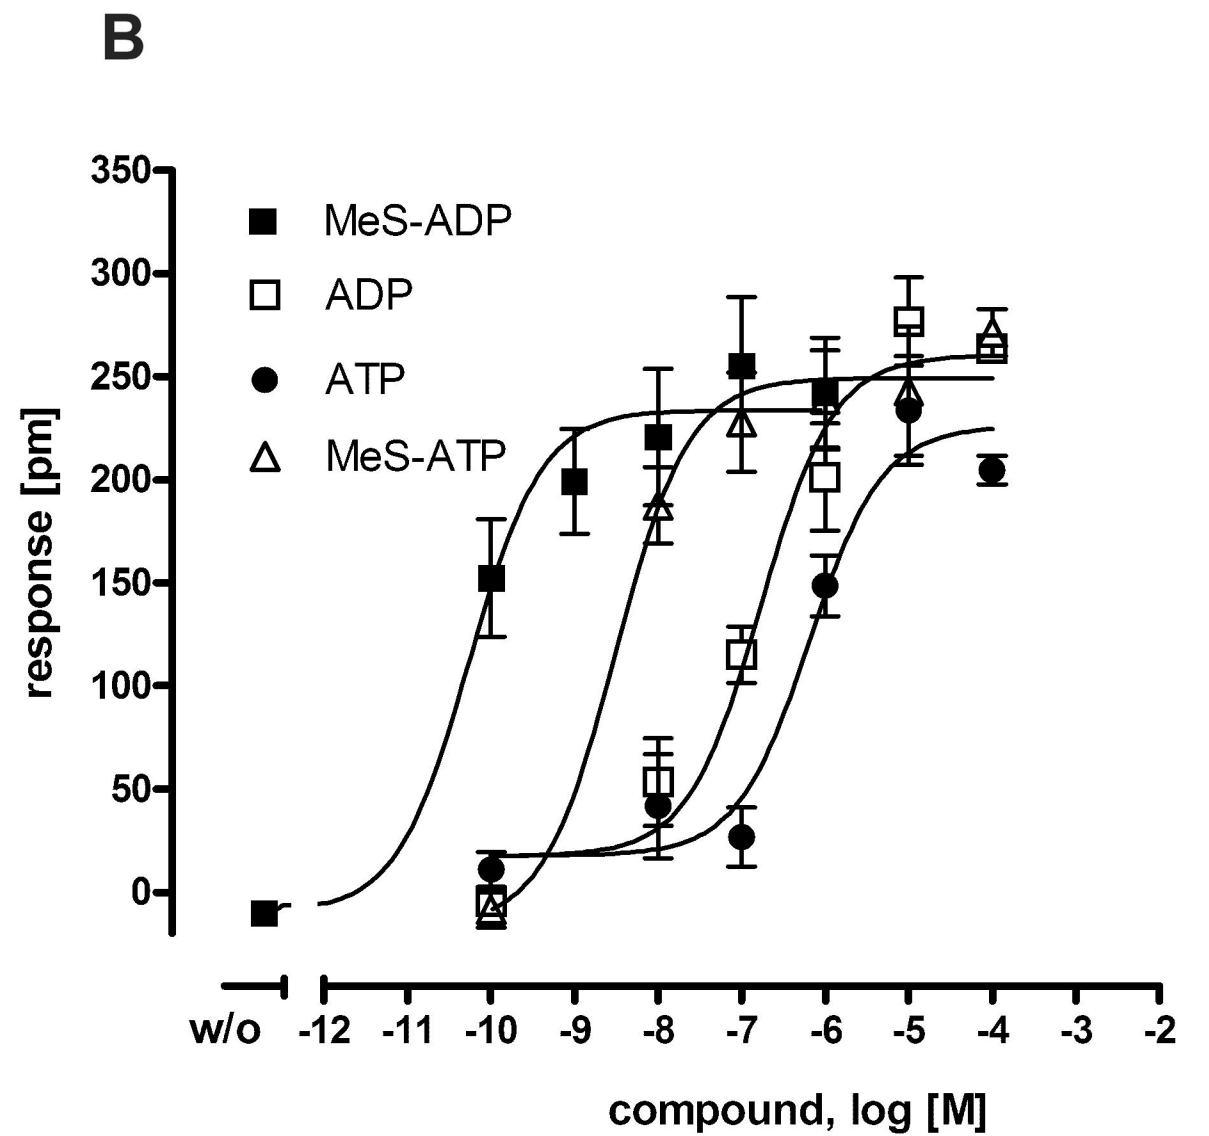 B
350
300
250
200
150
100
50
0
response [pm]
MeS-ADP
ADP
ATP
MeS-ATP
w/o -12 -11 -10 -9 -8 -7 -6 -5 -4 -3 -2
compound, log [M]